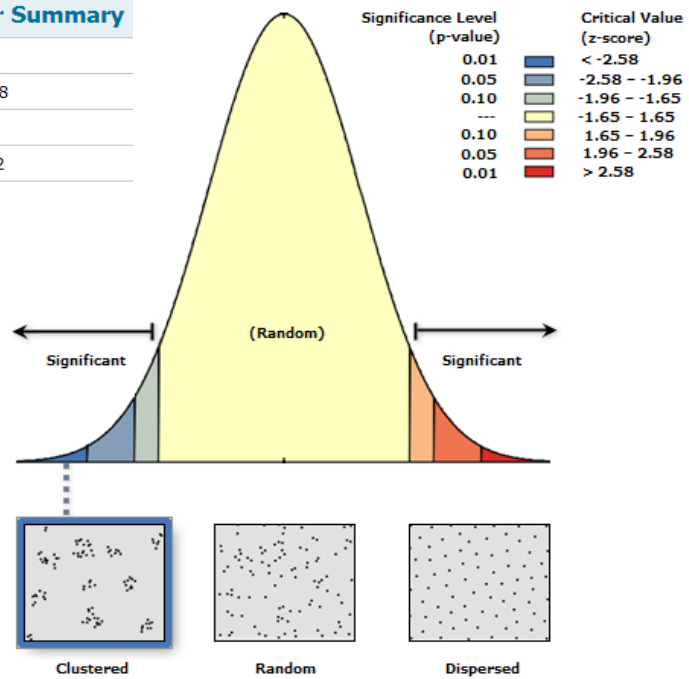 Summary
8
2
Significance Level
(p-value)
Critical Value
(z-score)
0.01 < -2.58
0.05 -2.58 – -1.96
0.10 -1.96 – -1.65
--- -1.65 – 1.65
0.10 1.65 – 1.96
0.05 1.96 – 2.58
0.01 > 2.58
(Random)
Significant
Significant
Clustered
Random
Dispersed